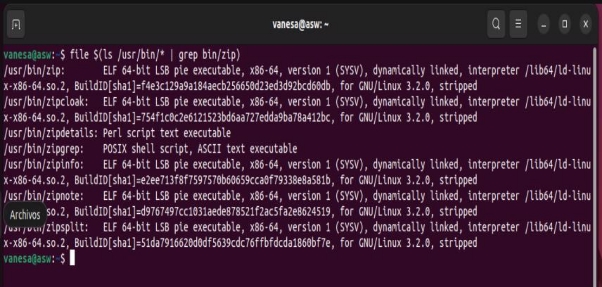 vanesa@asw: ~
vanesa@asw:~$ file $(ls /usr/bin/* | grep bin/zip)
/usr/bin/zip: ELF 64-bit LSB pie executable, x86-64, version 1 (SYSV), dynamically linked, interpreter /lib64/ld-linu
x-x86-64.so.2, BuildID[sha1]=f4e3c129a9a184aecb256650d23ed3d92bcd60db, for GNU/Linux 3.2.0, stripped
/usr/bin/zipcloak: ELF 64-bit LSB pie executable, x86-64, version 1 (SYSV), dynamically linked, interpreter /lib64/ld-linu
x-x86-64.so.2, BuildID[sha1]=754f1c0c2e6121523bd6aa727edda9ba78a412bc, for GNU/Linux 3.2.0, stripped
/usr/bin/zipdetails: Perl script text executable
/usr/bin/zipgrep: POSIX shell script, ASCII text executable
/usr/bin/zipinfo: ELF 64-bit LSB pie executable, x86-64, version 1 (SYSV), dynamically linked, interpreter /lib64/ld-linu
x-x86-64.so.2, BuildID[sha1]=e2ee713f8f7597570b60659cca0f79338e8a581b, for GNU/Linux 3.2.0, stripped
/usr/bin/zipnote: ELF 64-bit LSB pie executable, x86-64, version 1 (SYSV), dynamically linked, interpreter /lib64/ld-linu
Archivos so.2, BuildID[sha1]=d9767497cc1031aede878521f2ac5fa2e8624519, for GNU/Linux 3.2.0, stripped
/usr/bin/zipsplit: ELF 64-bit LSB pie executable, x86-64, version 1 (SYSV), dynamically linked, interpreter /lib64/ld-linu
x-x86-64.so.2, BuildID[sha1]=51da7916620d0df5639cdc76ffbfdcda1860bf7e, for GNU/Linux 3.2.0, stripped
vanesa@asw:~$